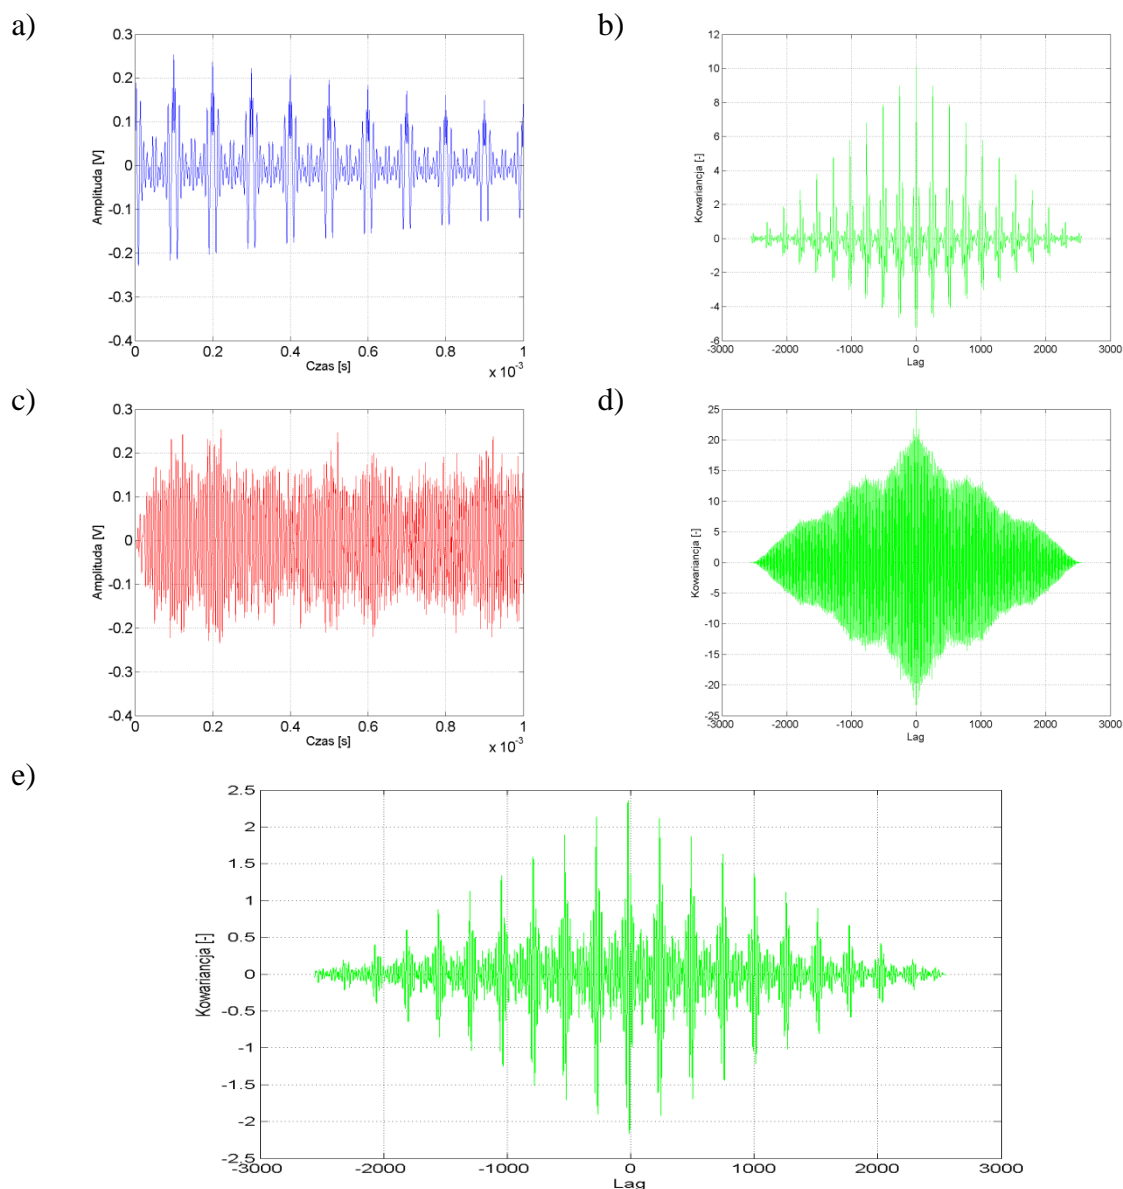 a)
0.3
0.2
0.1
0
-0.1
-0.2
-0.3
-0.4
0 0.2 0.4 0.6 0.8 1
Amplituda [V]
Czas [s]
x 10⁻³
b)
12
10
8
6
4
2
0
-2
-4
-6
-3000 -2000 -1000 0 1000 2000 3000
Kowariancja [-]
Lag
c)
0.3
0.2
0.1
0
-0.1
-0.2
-0.3
-0.4
0 0.2 0.4 0.6 0.8 1
Amplituda [V]
Czas [s]
x 10⁻³
d)
25
20
15
10
5
0
-5
-10
-15
-20
-25
-3000 -2000 -1000 0 1000 2000 3000
Kowariancja [-]
Lag
e)
2.5
2
1.5
1
0.5
0
-0.5
-1
-1.5
-2
-2.5
-3000 -2000 -1000 0 1000 2000 3000
Kowariancja [-]
Lag